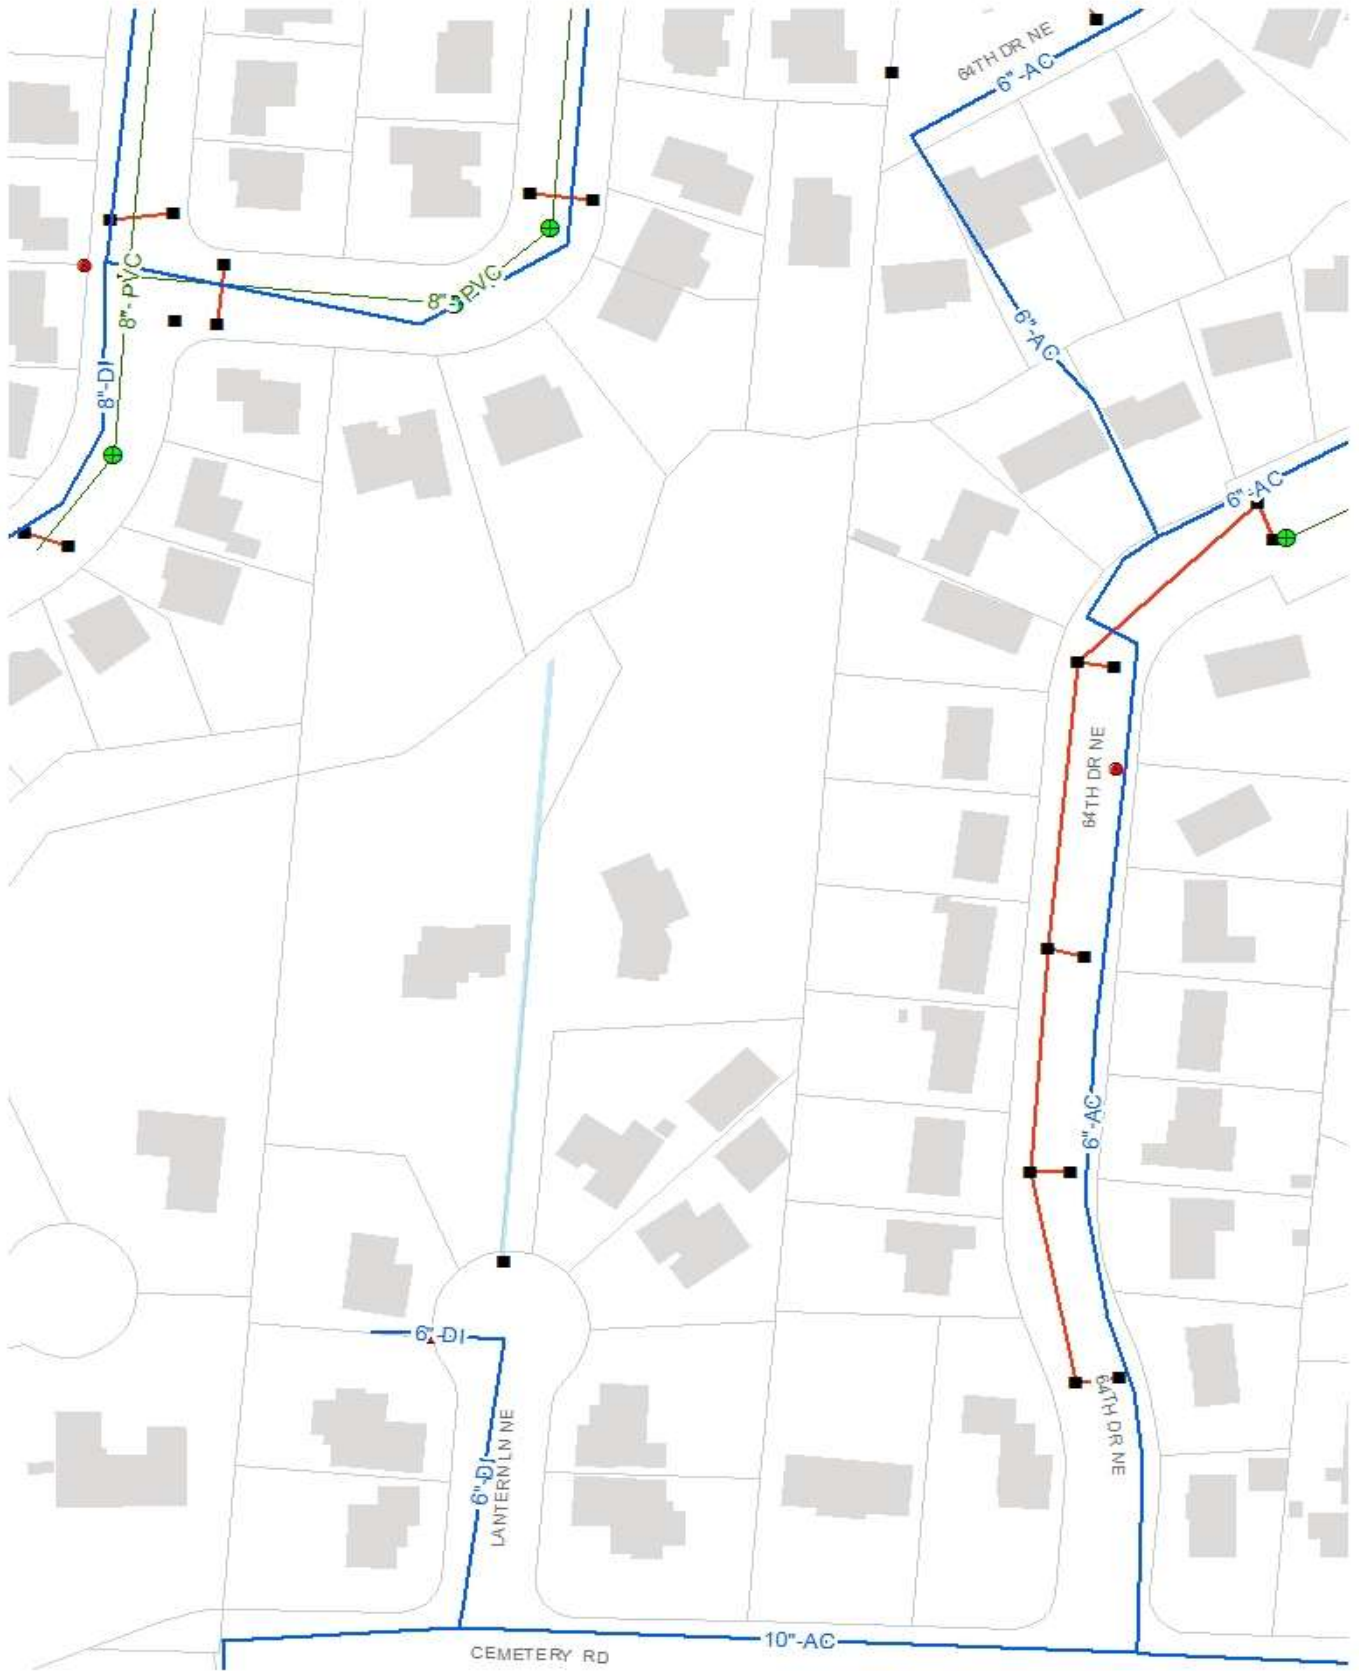 64TH DR NE
6"-AC
8"-PVC
8"-PVC
6"-AC
8"-DI
6"-AC
64TH DR NE
6"-AC
6"-DI
64TH DR NE
6"-DI
LANTERN LN NE
10"-AC
CEMETERY RD